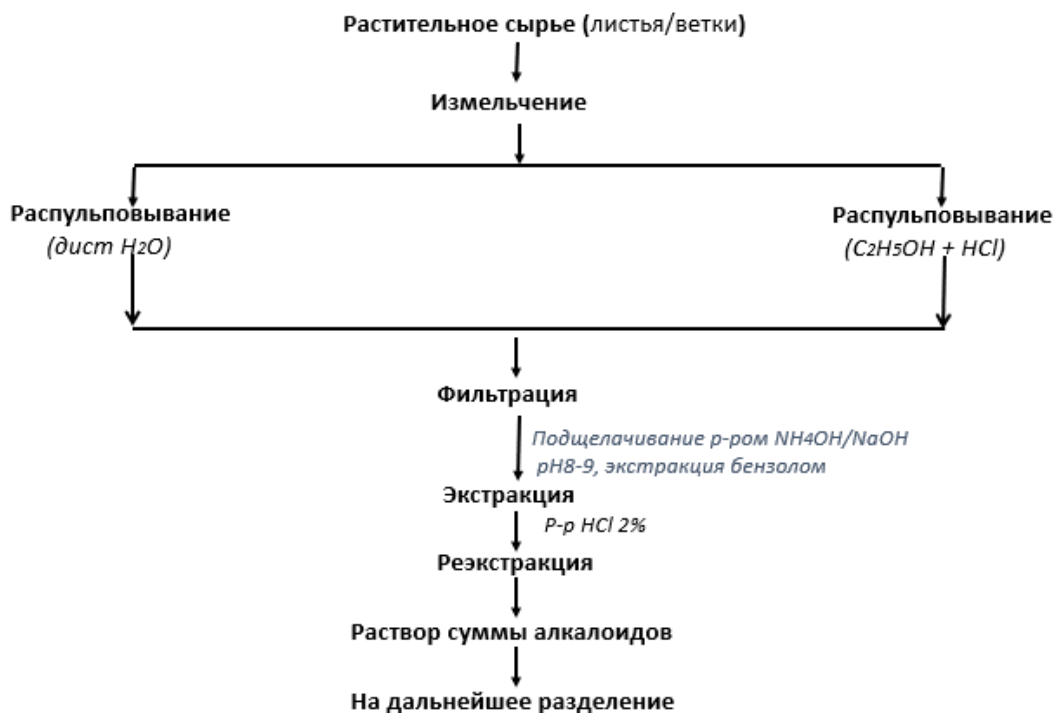 Растительное сырье (листья/ветки)
Измельчение
Распульповывание
(дист H2O)
Распульповывание
(C2H5OH + HCl)
Фильтрация
Подщелачивание р-ром NH4OH/NaOH
pH8-9, экстракция бензолом
Экстракция
Р-р HCl 2%
Реэкстракция
Раствор суммы алкалоидов
На дальнейшее разделение